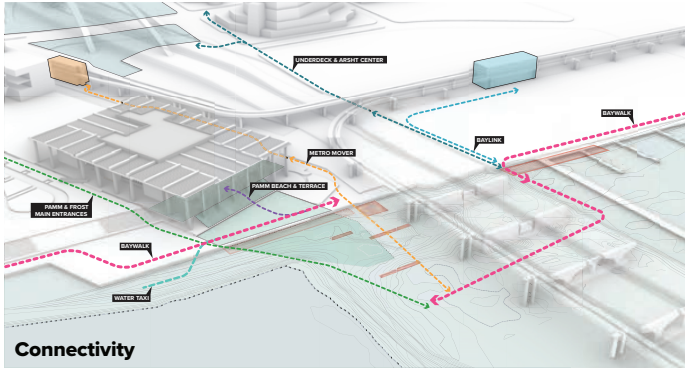 UNDERDECK & ARSHT CENTER
BAYWALK
BAYLINK
METRO MOVER
PAMM BEACH & TERRACE
PAMM & FROST
MAIN ENTRANCES
BAYWALK
WATER TAXI
Connectivity